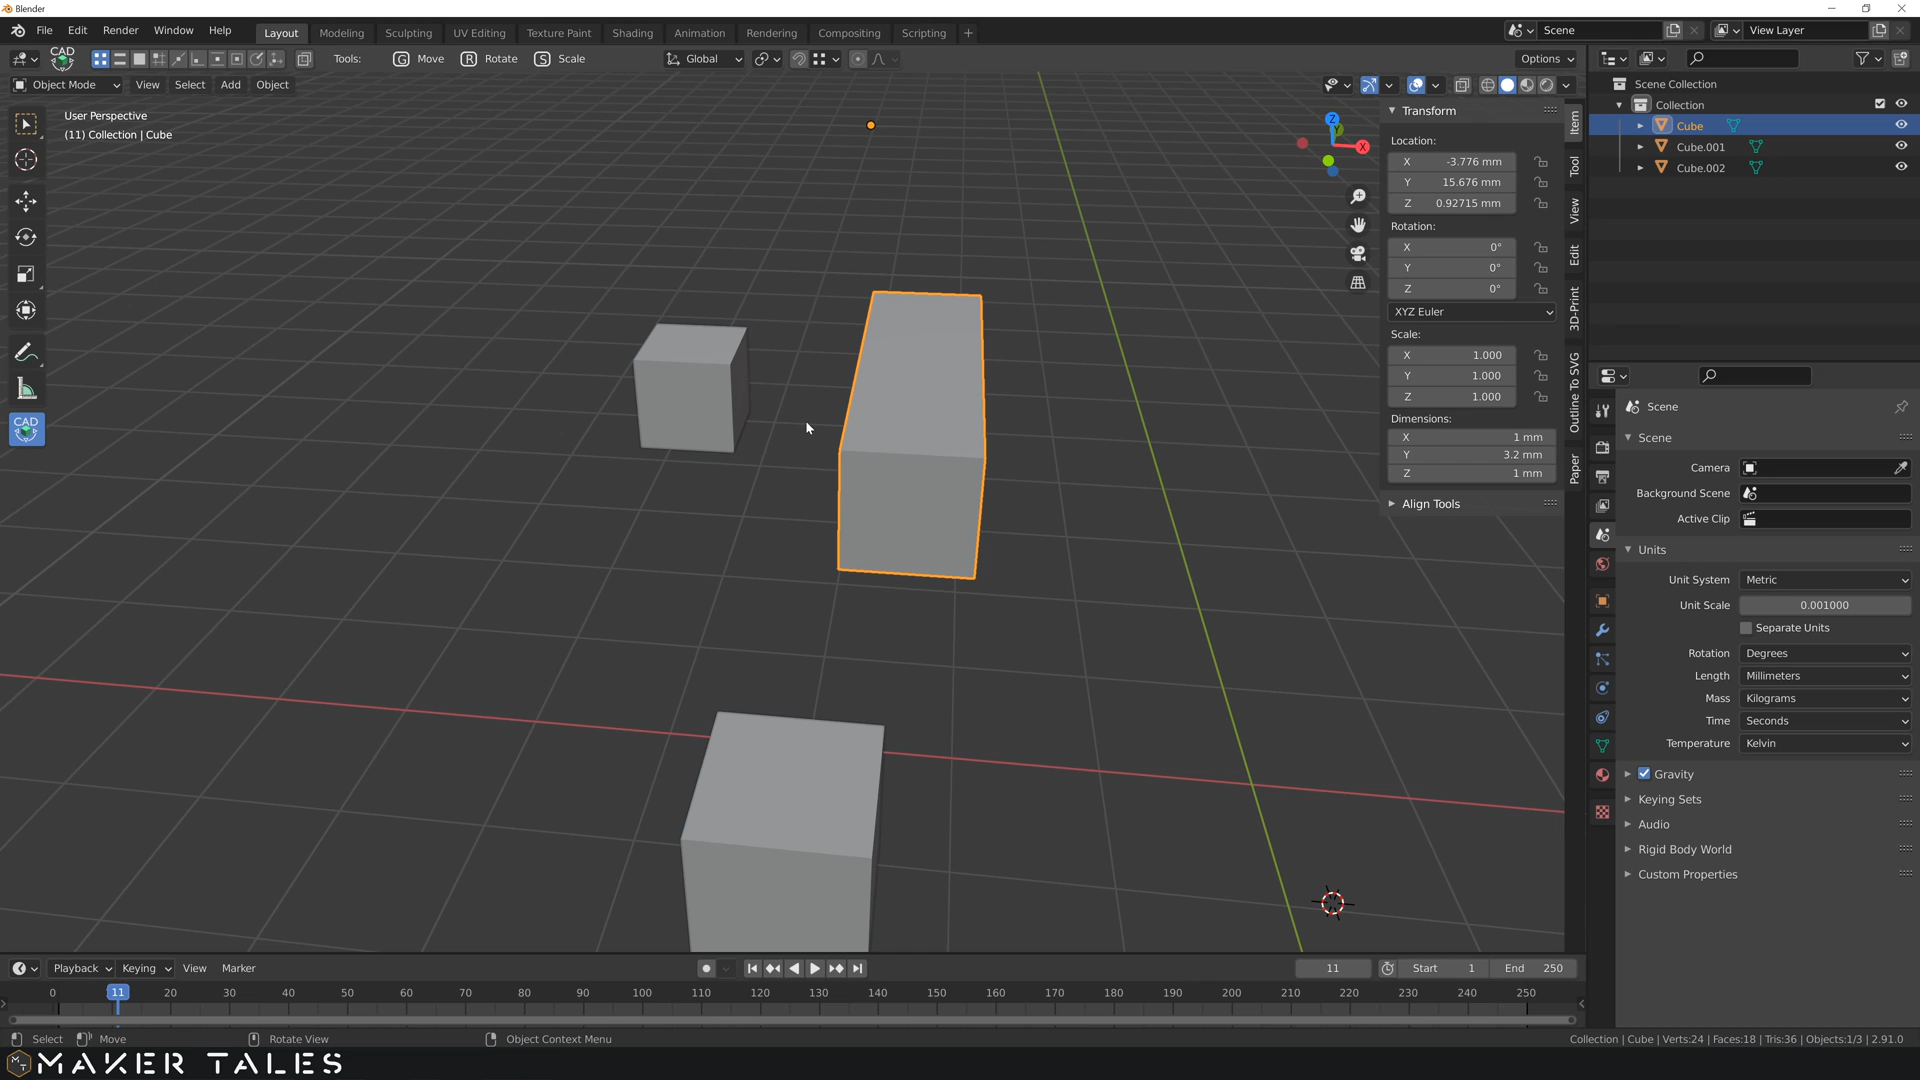 Blender
File Edit Render Window Help Layout Modeling Sculpting UV Editing Texture Paint Shading Animation Rendering Compositing Scripting + Scene View Layer
CAD Tools: G Move R Rotate S Scale Global Options
Object Mode View Select Add Object
User Perspective
(11) Collection | Cube
CAD
Z
X
Transform
Location:
X -3.776 mm
Y 15.676 mm
Z 0.92715 mm
Rotation:
X 0°
Y 0°
Z 0°
XYZ Euler
Scale:
X 1.000
Y 1.000
Z 1.000
Dimensions:
X 1 mm
Y 3.2 mm
Z 1 mm
Align Tools
Item
Tool
View
Edit
3D-Print
Outline To SVG
Paper
Scene Collection
Collection
Cube
Cube.001
Cube.002
Scene
Scene
Camera
Background Scene
Active Clip
Units
Unit System Metric
Unit Scale 0.001000
Separate Units
Rotation Degrees
Length Millimeters
Mass Kilograms
Time Seconds
Temperature Kelvin
Gravity
Keying Sets
Audio
Rigid Body World
Custom Properties
Playback Keying View Marker 11 Start 1 End 250
0 11 20 30 40 50 60 70 80 90 100 110 120 130 140 150 160 170 180 190 200 210 220 230 240 250
Select Move Rotate View Object Context Menu Collection | Cube | Verts:24 | Faces:18 | Tris:36 | Objects:1/3 | 2.91.0
MAKER TALES